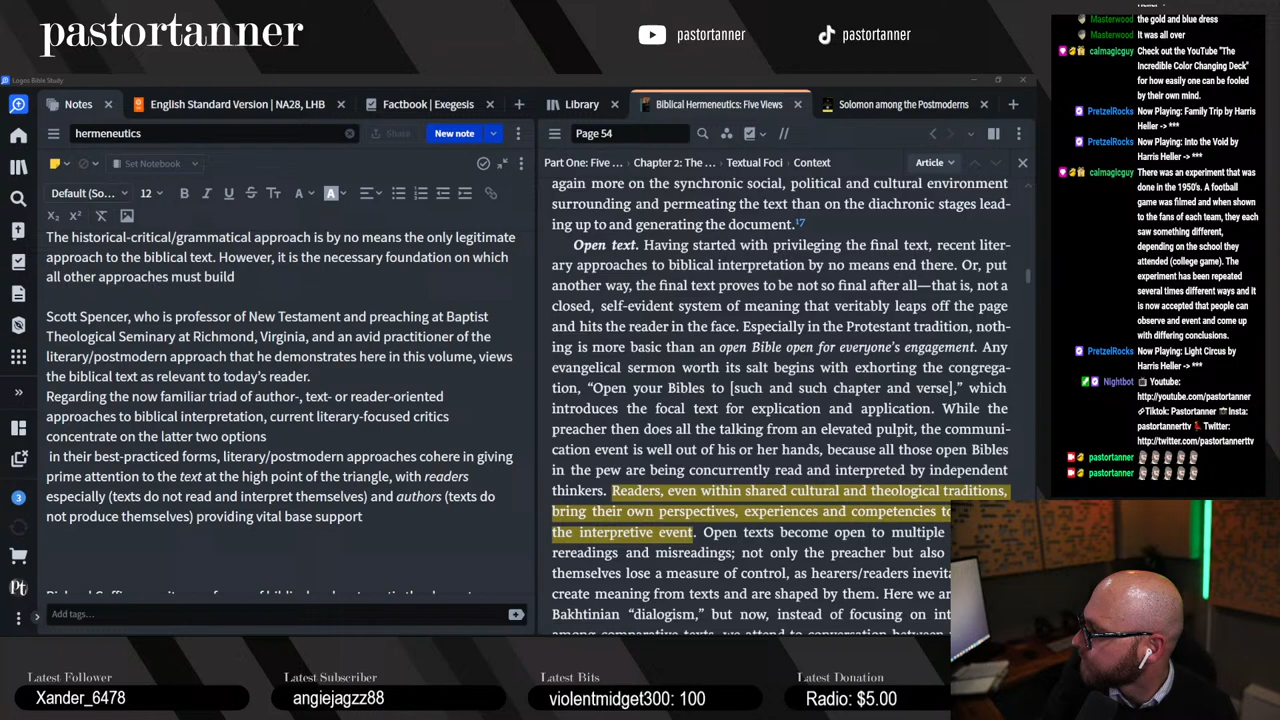 pastortanner
pastortanner
pastortanner
Logos Bible Study
Notes
English Standard Version | NA28, LHB
Factbook | Exegesis
Library
Biblical Hermeneutics: Five Views
Solomon among the Postmoderns
hermeneutics
Share
New note
Page 54
Set Notebook
Part One: Five ...
Chapter 2: The ...
Textual Foci
Context
Article
Default (So...
12
The historical-critical/grammatical approach is by no means the only legitimate
approach to the biblical text. However, it is the necessary foundation on which
all other approaches must build
Scott Spencer, who is professor of New Testament and preaching at Baptist
Theological Seminary at Richmond, Virginia, and an avid practitioner of the
literary/postmodern approach that he demonstrates here in this volume, views
the biblical text as relevant to today's reader.
Regarding the now familiar triad of author-, text- or reader-oriented
approaches to biblical interpretation, current literary-focused critics
concentrate on the latter two options
in their best-practiced forms, literary/postmodern approaches cohere in giving
prime attention to the text at the high point of the triangle, with readers
especially (texts do not read and interpret themselves) and authors (texts do
not produce themselves) providing vital base support
Add tags...
3
again more on the synchronic social, political and cultural environment
surrounding and permeating the text than on the diachronic stages lead-
ing up to and generating the document.17
Open text. Having started with privileging the final text, recent liter-
ary approaches to biblical interpretation by no means end there. Or, put
another way, the final text proves to be not so final after all—that is, not a
closed, self-evident system of meaning that veritably leaps off the page
and hits the reader in the face. Especially in the Protestant tradition, noth-
ing is more basic than an open Bible open for everyone's engagement. Any
evangelical sermon worth its salt begins with exhorting the congrega-
tion, "Open your Bibles to [such and such chapter and verse]," which
introduces the focal text for explication and application. While the
preacher then does all the talking from an elevated pulpit, the communi-
cation event is well out of his or her hands, because all those open Bibles
in the pew are being concurrently read and interpreted by independent
thinkers. Readers, even within shared cultural and theological traditions,
bring their own perspectives, experiences and competencies to
the interpretive event. Open texts become open to multiple
rereadings and misreadings; not only the preacher but also
themselves lose a measure of control, as hearers/readers inevita
create meaning from texts and are shaped by them. Here we ar
Bakhtinian "dialogism," but now, instead of focusing on int
Masterwood the gold and blue dress
Masterwood It was all over
calmagicguy Check out the YouTube "The
Incredible Color Changing Deck"
for how easily one can be fooled
by their own mind.
PretzelRocks Now Playing: Family Trip by Harris
Heller -> ***
PretzelRocks Now Playing: Into the Void by
Harris Heller -> ***
calmagicguy There was an experiment that was
done in the 1950's. A football
game was filmed and when shown
to the fans of each team, they each
saw something different,
depending on the school they
attended (college game). The
experiment has been repeated
several times different ways and it
is now accepted that people can
observe and event and come up
with differing conclusions.
PretzelRocks Now Playing: Light Circus by
Harris Heller -> ***
Nightbot Youtube:
http://youtube.com/pastortanner
Tiktok: Pastortanner Insta:
pastortannerttv Twitter:
http://twitter.com/pastortannerttv
pastortanner
pastortanner
Latest Follower
Xander_6478
Latest Subscriber
angiejagzz88
Latest Bits
violentmidget300: 100
Latest Donation
Radio: $5.00